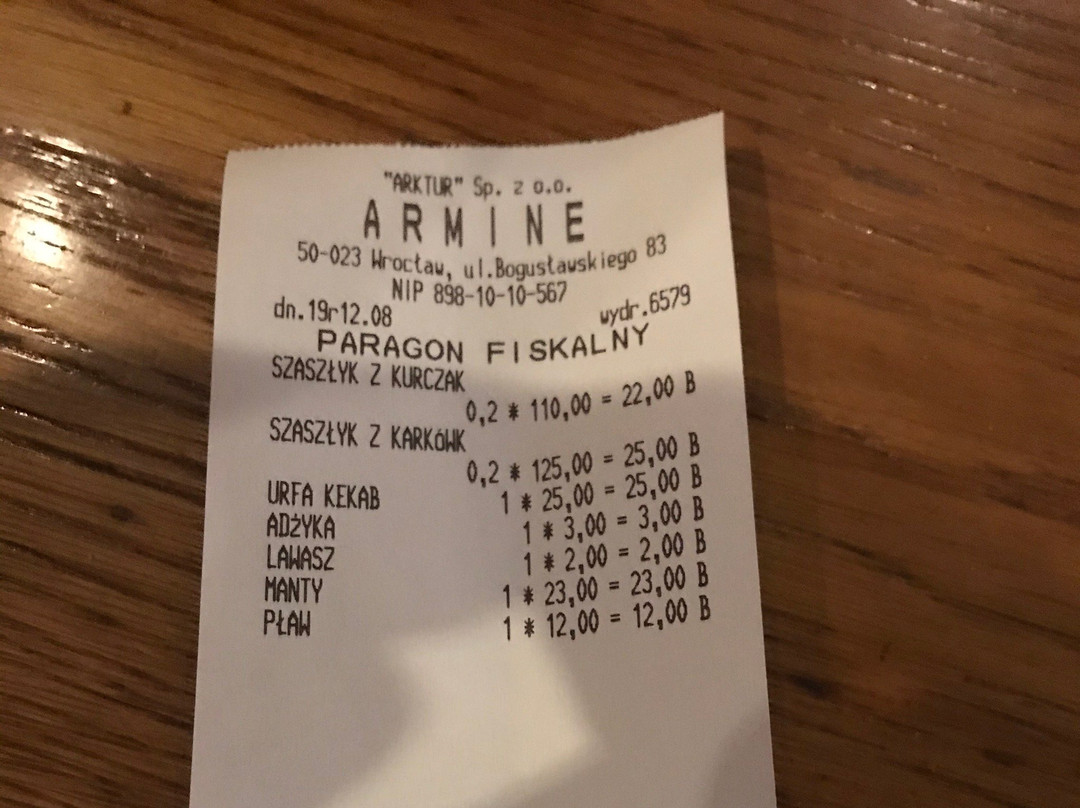 "ARKTUR" Sp. z o.o.
ARMINE
50-023 Wrocław, ul.Bogusławskiego 83
NIP 898-10-10-567
dn.19r12.08 wydr.6579
PARAGON FISKALNY
SZASZŁYK Z KURCZAK
0,2 * 110,00 = 22,00 B
SZASZŁYK Z KARKÓWK
0,2 * 125,00 = 25,00 B
URFA KEKAB 1 * 25,00 = 25,00 B
ADŻYKA 1 * 3,00 = 3,00 B
LAWASZ 1 * 2,00 = 2,00 B
MANTY 1 * 23,00 = 23,00 B
PŁAW 1 * 12,00 = 12,00 B